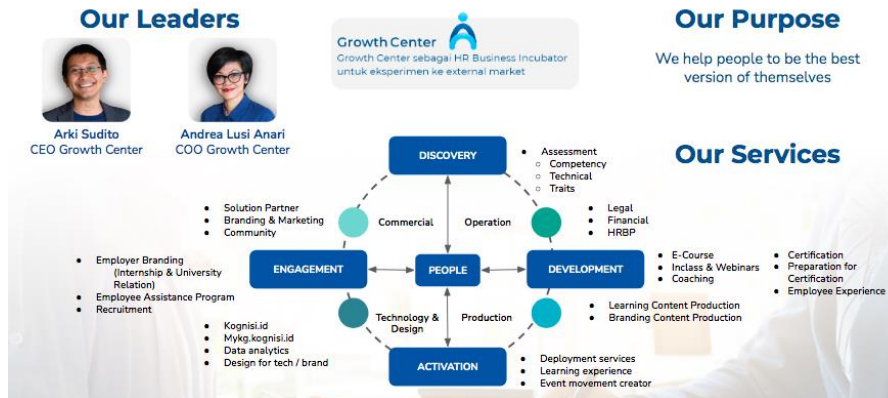 Our Leaders
Arki Sudito
CEO Growth Center
Andrea Lusi Anari
COO Growth Center
Growth Center
Growth Center sebagai HR Business Incubator
untuk eksperimen ke external market
Our Purpose
We help people to be the best
version of themselves
Our Services
DISCOVERY
● Assessment
○ Competency
○ Technical
○ Traits
● Solution Partner
● Branding & Marketing
● Community
Commercial
Operation
● Legal
● Financial
● HRBP
● Employer Branding
(Internship & University
Relation)
● Employee Assistance Program
● Recruitment
ENGAGEMENT
PEOPLE
DEVELOPMENT
● E-Course
● Inclass & Webinars
● Coaching
● Certification
● Preparation for
Certification
● Employee Experience
● Kognisi.id
● Mykg.kognisi.id
● Data analytics
● Design for tech / brand
Technology &
Design
Production
● Learning Content Production
● Branding Content Production
ACTIVATION
● Deployment services
● Learning experience
● Event movement creator